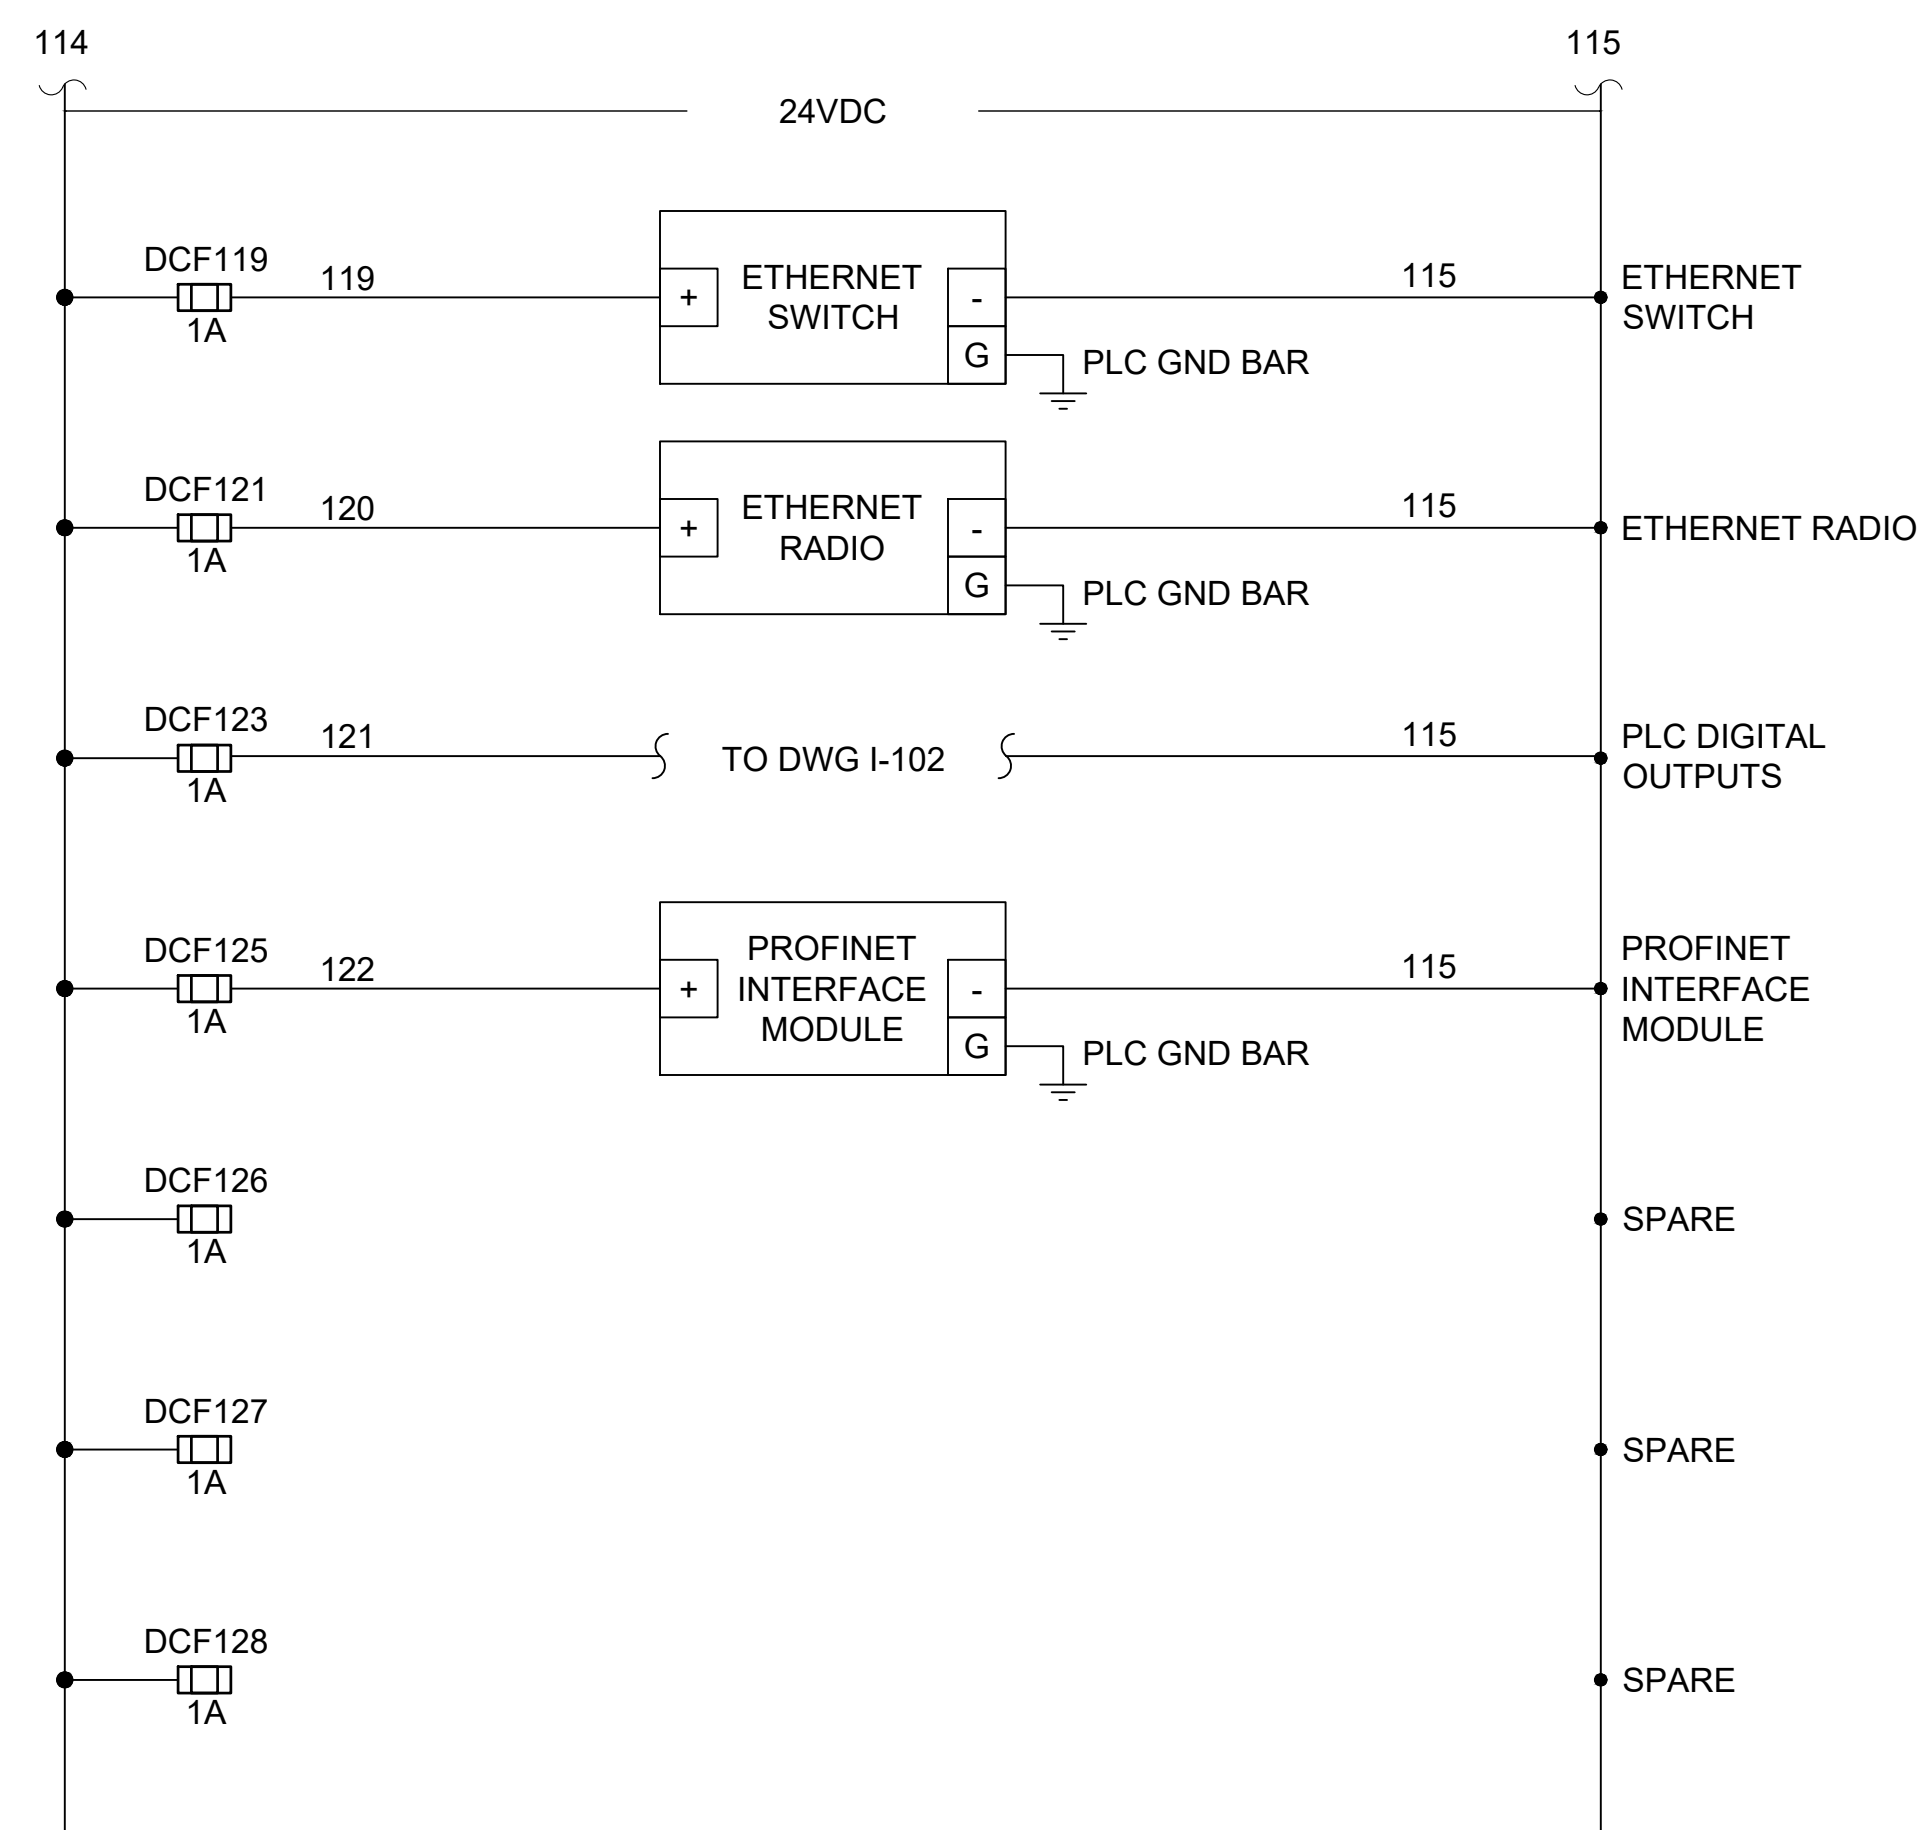 114
115
24VDC
DCF119
119
1A
+
ETHERNET
SWITCH
-
G
PLC GND BAR
115
ETHERNET
SWITCH
DCF121
120
1A
+
ETHERNET
RADIO
-
G
PLC GND BAR
115
ETHERNET RADIO
DCF123
121
1A
TO DWG I-102
115
PLC DIGITAL
OUTPUTS
DCF125
122
1A
+
PROFINET
INTERFACE
MODULE
-
G
PLC GND BAR
115
PROFINET
INTERFACE
MODULE
DCF126
1A
SPARE
DCF127
1A
SPARE
DCF128
1A
SPARE